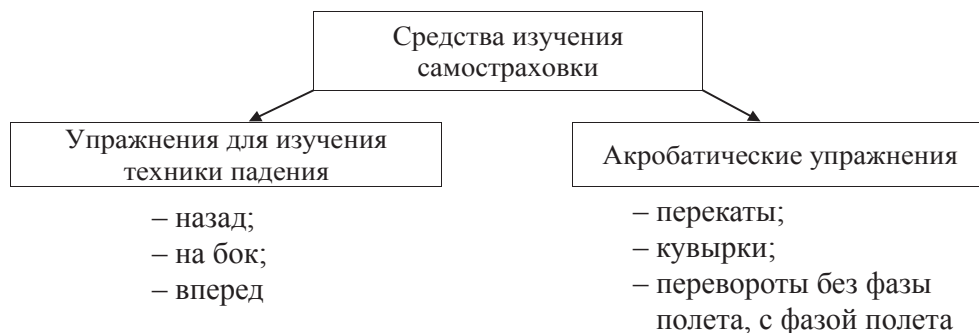 Средства изучения
самостраховки
Упражнения для изучения
техники падения
– назад;
– на бок;
– вперед
Акробатические упражнения
– перекаты;
– кувырки;
– перевороты без фазы
полета, с фазой полета